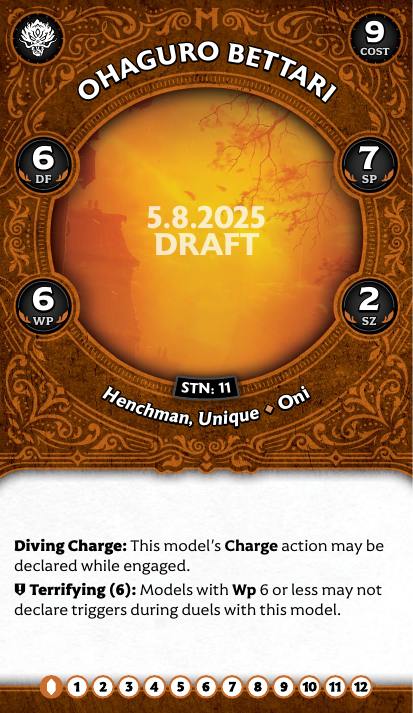 9
COST
OHAGURO BETTARI
6
DF
7
SP
5.8.2025
DRAFT
6
WP
2
SZ
STN: 11
Henchman, Unique ♦ Oni
Diving Charge: This model's Charge action may be
declared while engaged.
Terrifying (6): Models with Wp 6 or less may not
declare triggers during duels with this model.
1 2 3 4 5 6 7 8 9 10 11 12